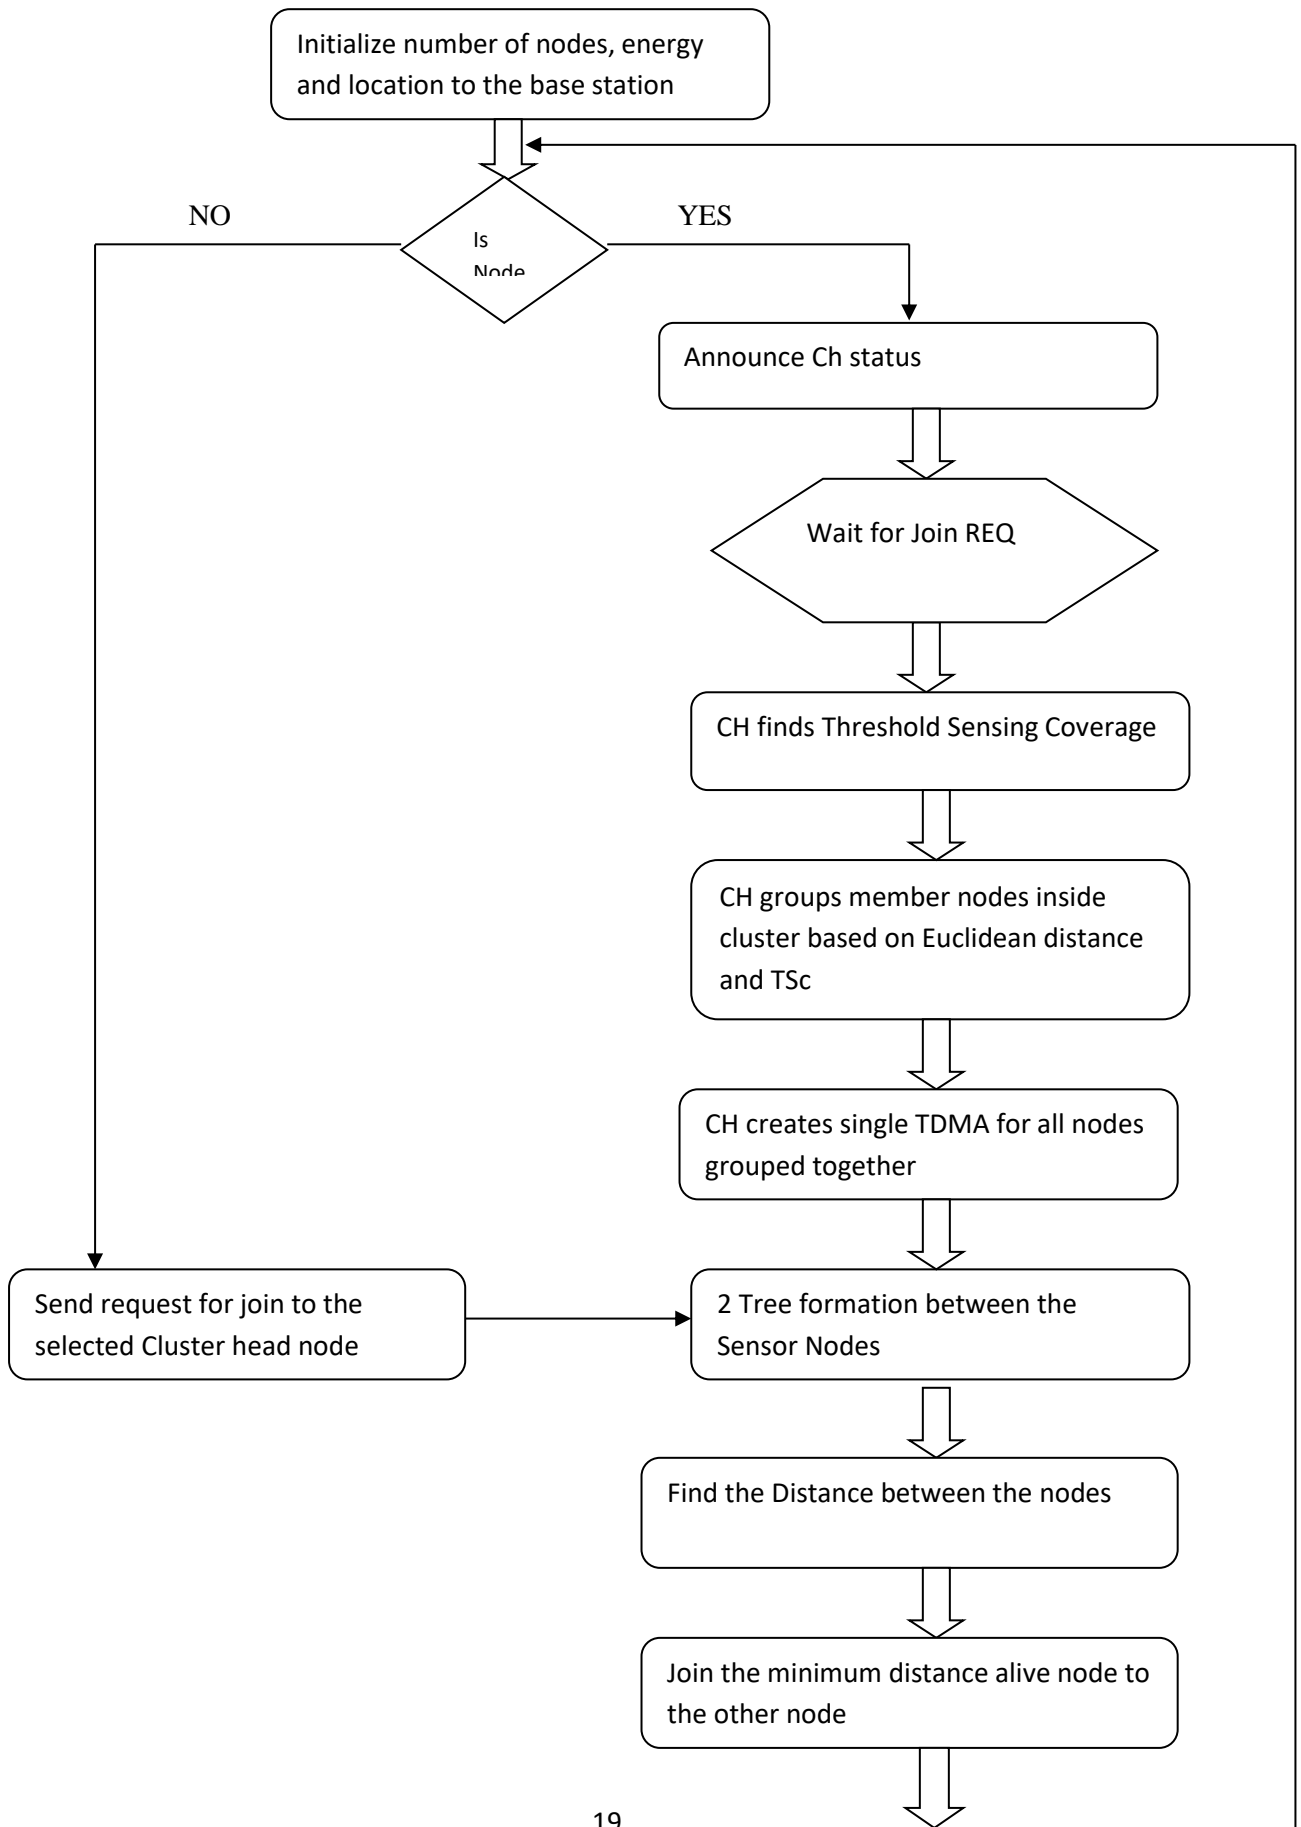 Initialize number of nodes, energy
and location to the base station
NO
YES
Is
Node
Announce Ch status
Wait for Join REQ
CH finds Threshold Sensing Coverage
CH groups member nodes inside
cluster based on Euclidean distance
and TSc
CH creates single TDMA for all nodes
grouped together
Send request for join to the
selected Cluster head node
2 Tree formation between the
Sensor Nodes
Find the Distance between the nodes
Join the minimum distance alive node to
the other node
19